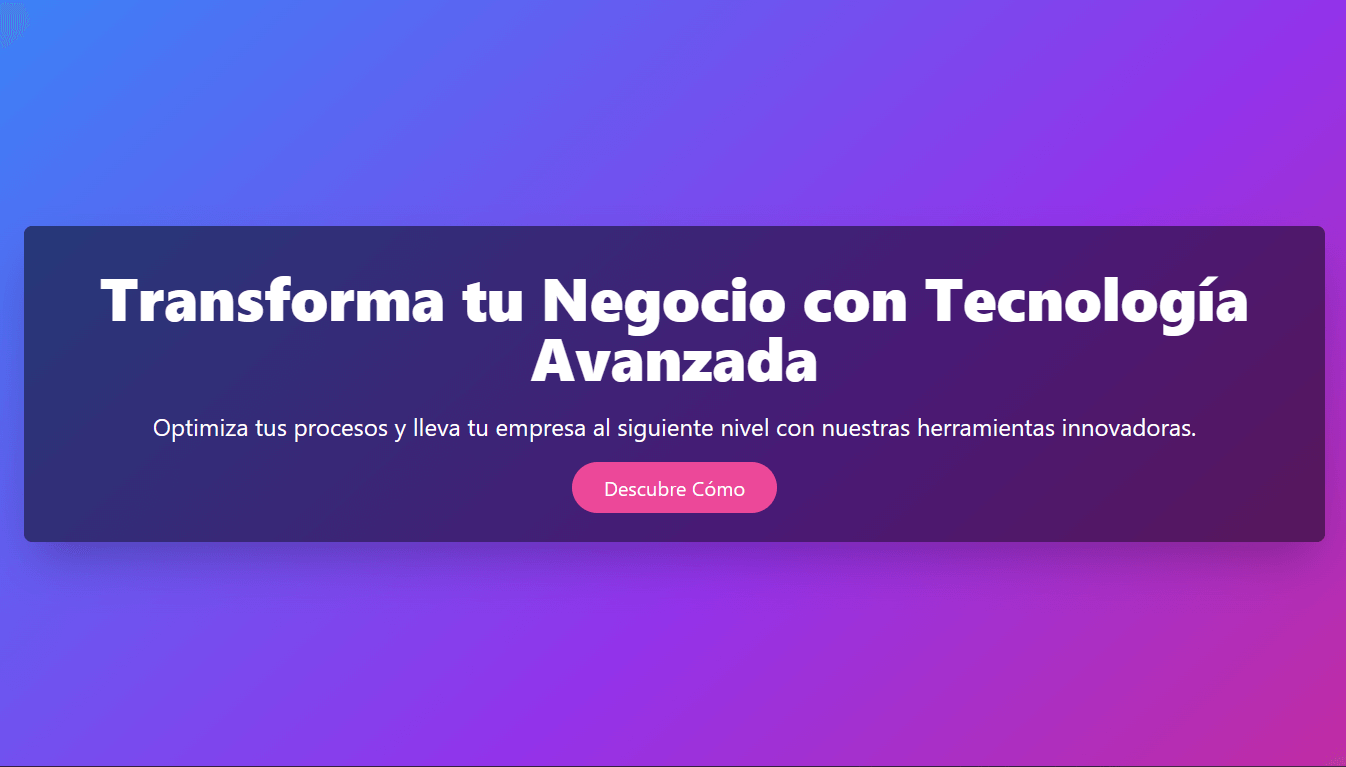 Transforma tu Negocio con Tecnología
Avanzada
Optimiza tus procesos y lleva tu empresa al siguiente nivel con nuestras herramientas innovadoras.
Descubre Cómo